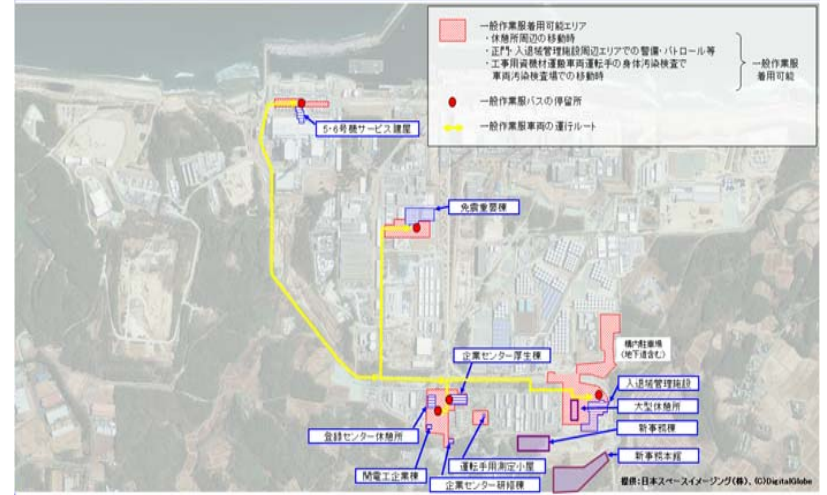 一般作業服着用可能エリア
・休憩所周辺の移動時
・正門・入退域管理施設周辺エリアでの警備・パトロール等
・工事用資機材運搬車両運転手の身体汚染検査で
車両汚染検査場での移動時
一般作業服
着用可能
一般作業服バスの停留所
一般作業服車両の運行ルート
5・6号機サービス建屋
免震重要棟
構内駐車場
(地下道含む)
企業センター厚生棟
入退域管理施設
大型休憩所
登録センター休憩所
新事務棟
関電工企業棟
運転手用測定小屋
新事務本館
企業センター研修棟
提供:日本スペースイメージング(株)、(C)DigitalGlobe